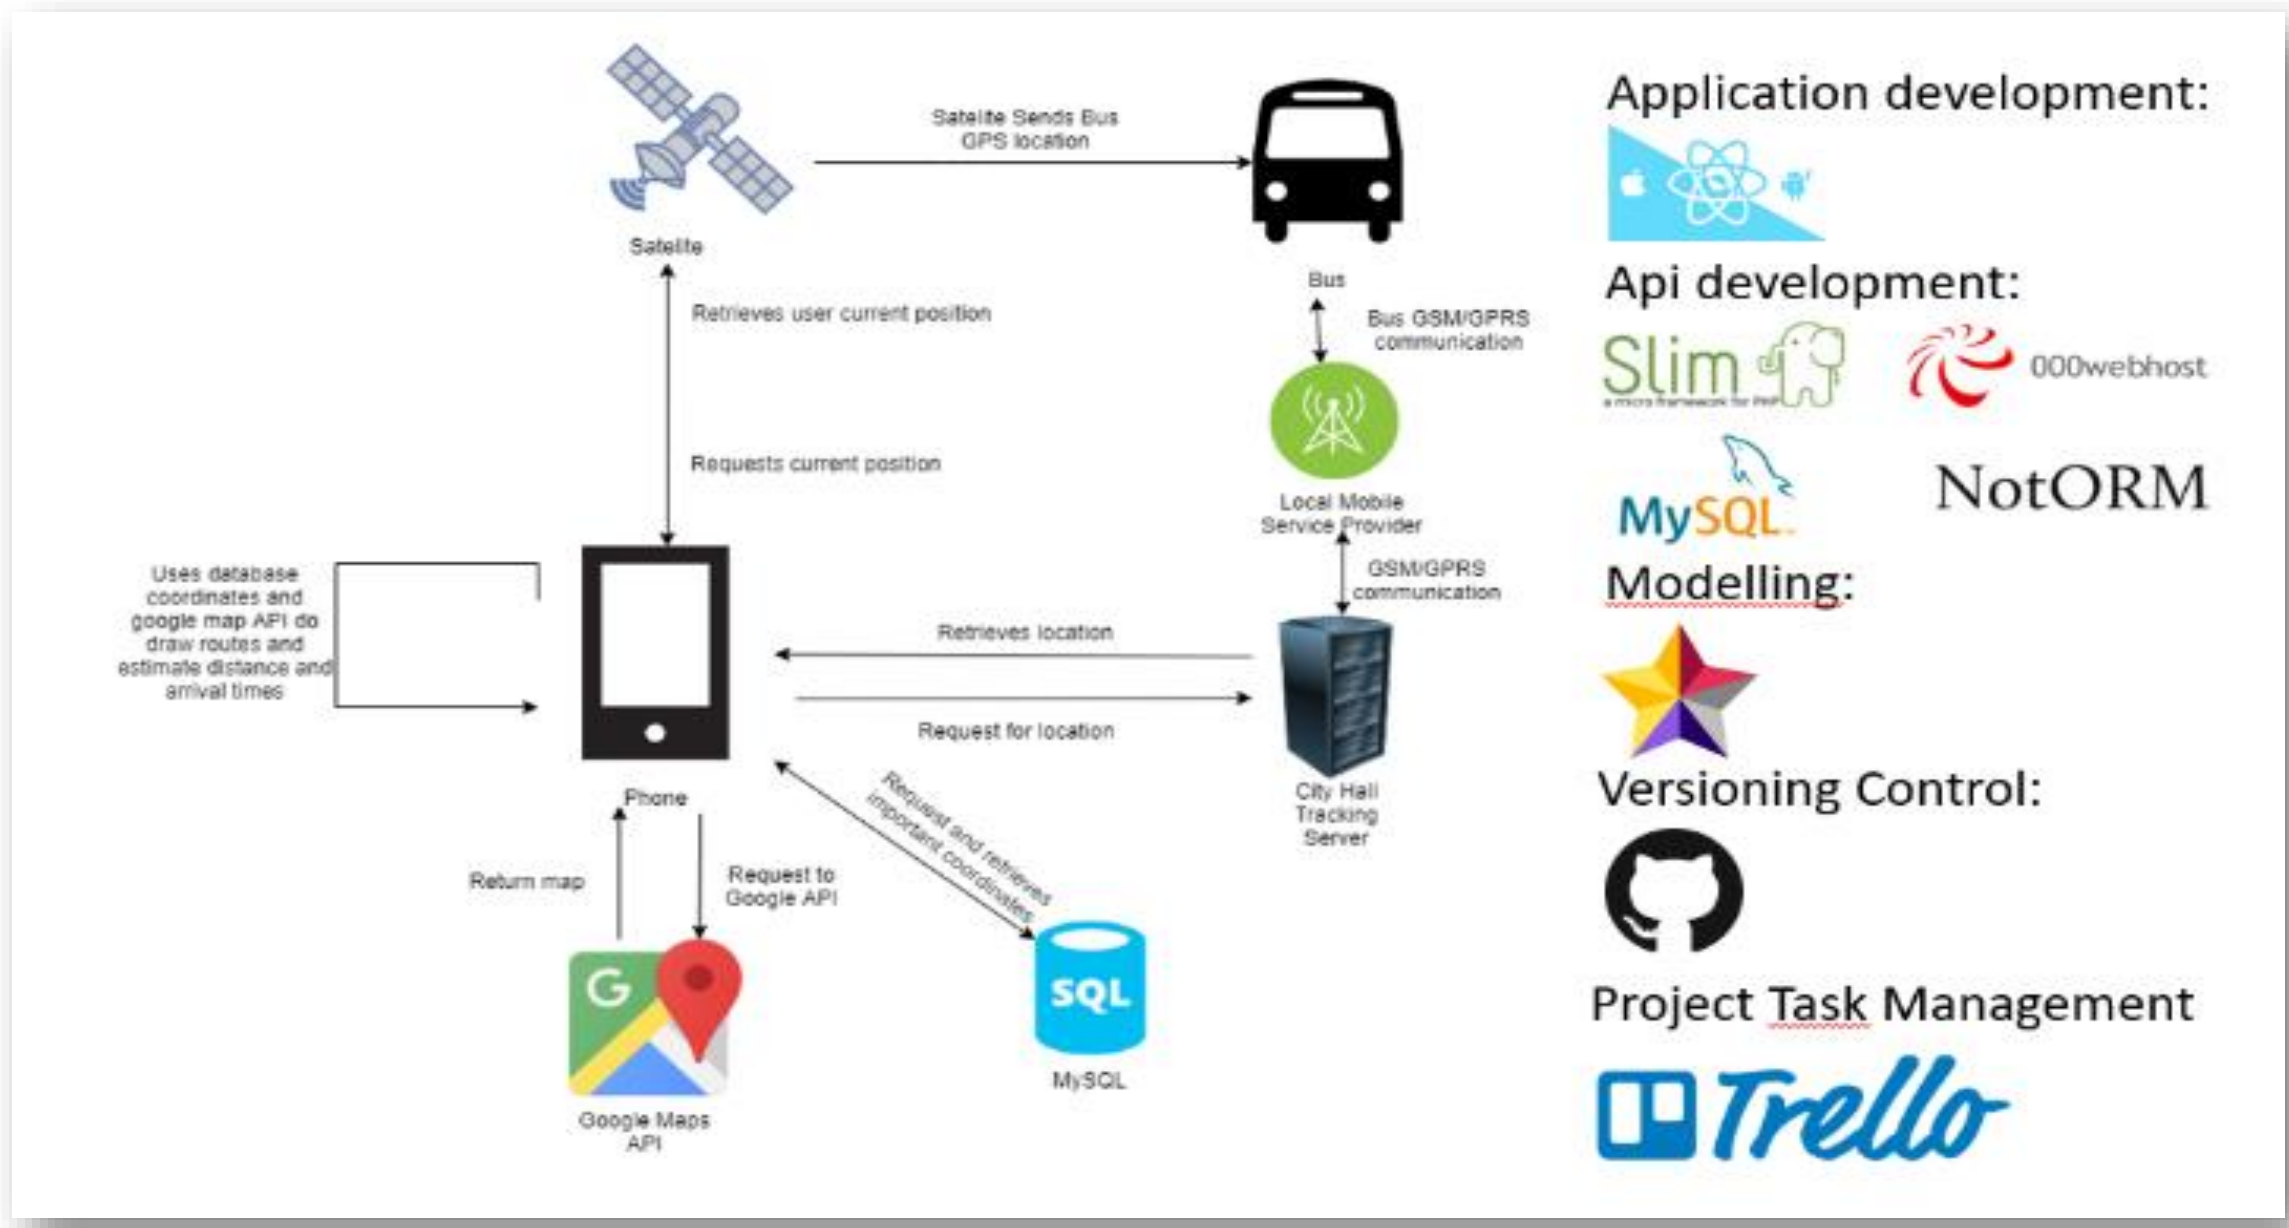 Satelite Sends Bus
GPS location
Satelite
Bus
Retrieves user current position
Bus GSM/GPRS
communication
Requests current position
Local Mobile
Service Provider
GSM/GPRS
communication
Uses database
coordinates and
google map API do
draw routes and
estimate distance and
arrival times
Retrieves location
Request for location
Phone
City Hall
Tracking
Server
Request and retrieves
important coordinates
Return map
Request to
Google API
G
SQL
MySQL
Google Maps
API
Application development:
Api development:
Slim
a micro framework for PHP
000webhost
MySQL
NotORM
Modelling:
Versioning Control:
Project Task Management
Trello